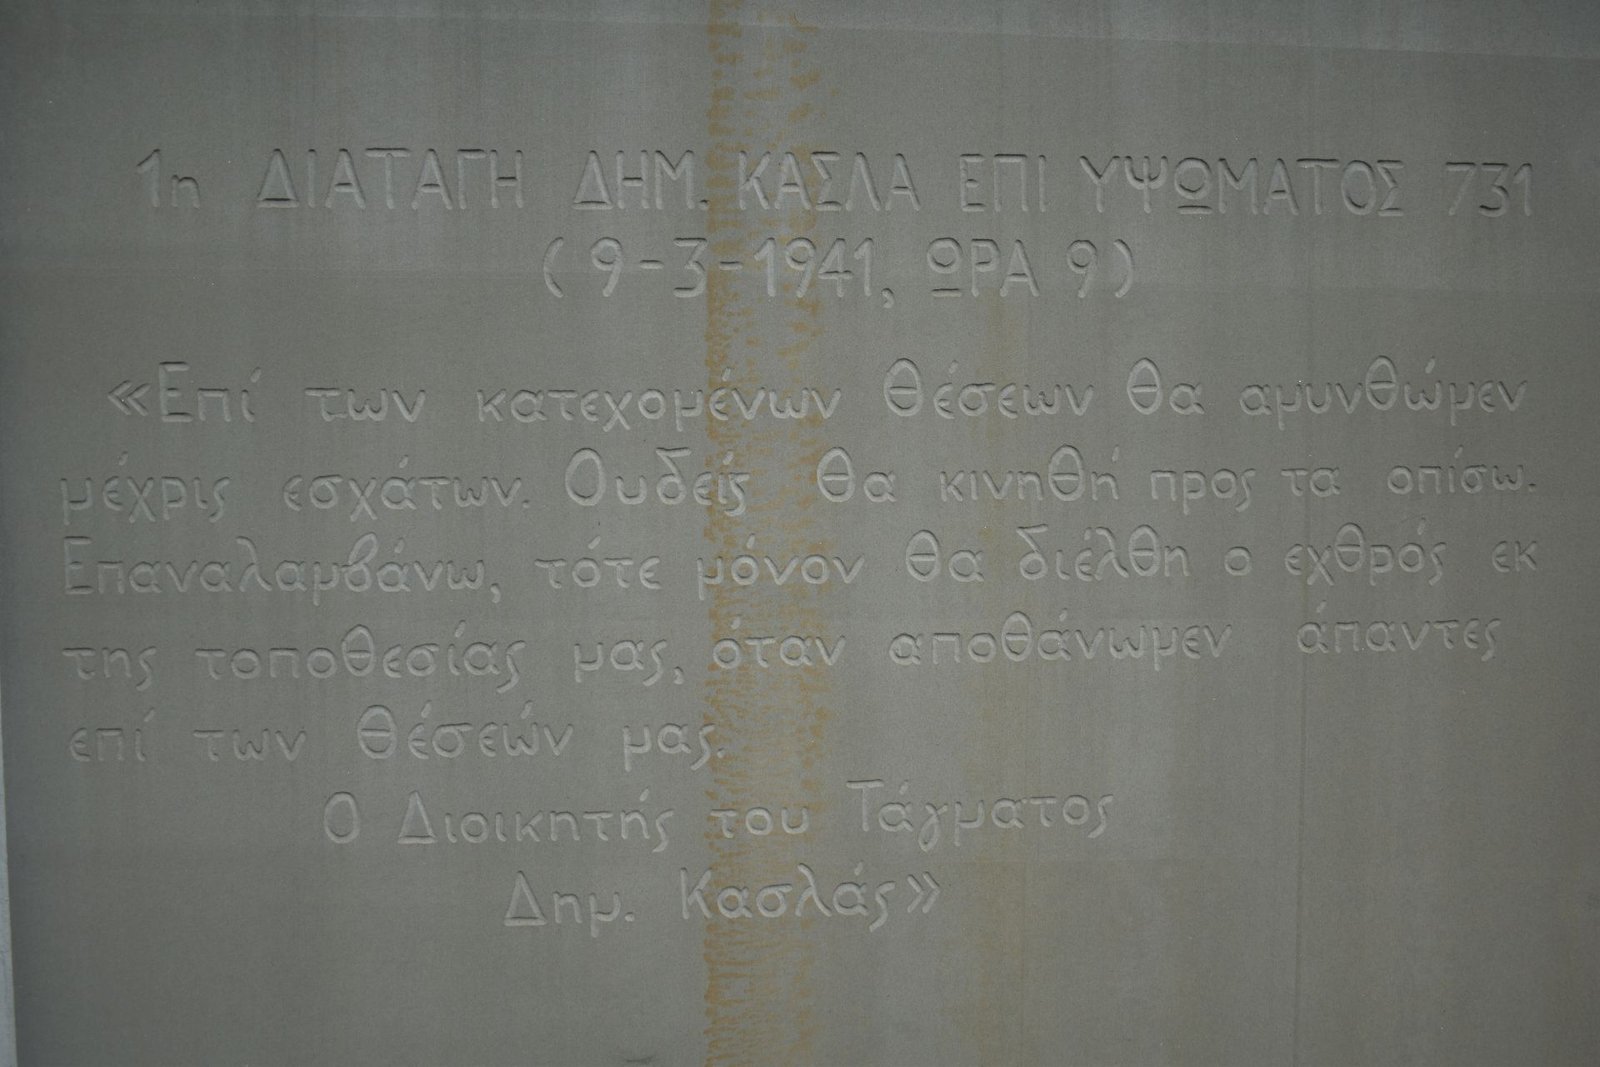 1η ΔΙΑΤΑΓΗ ΔΗΜ. ΚΑΣΛΑ ΕΠΙ ΥΨΩΜΑΤΟΣ 731
(9-3-1941, ΩΡΑ 9)
«Επί των κατεχομένων θέσεων θα αμυνθώμεν
μέχρις εσχάτων. Ουδείς θα κινηθή προς τα οπίσω.
Επαναλαμβάνω, τότε μόνον θα διέλθη ο εχθρός εκ
της τοποθεσίας μας, όταν αποθάνωμεν άπαντες
επί των θέσεών μας.
Ο Διοικητής του Τάγματος
Δημ. Κασλάς»